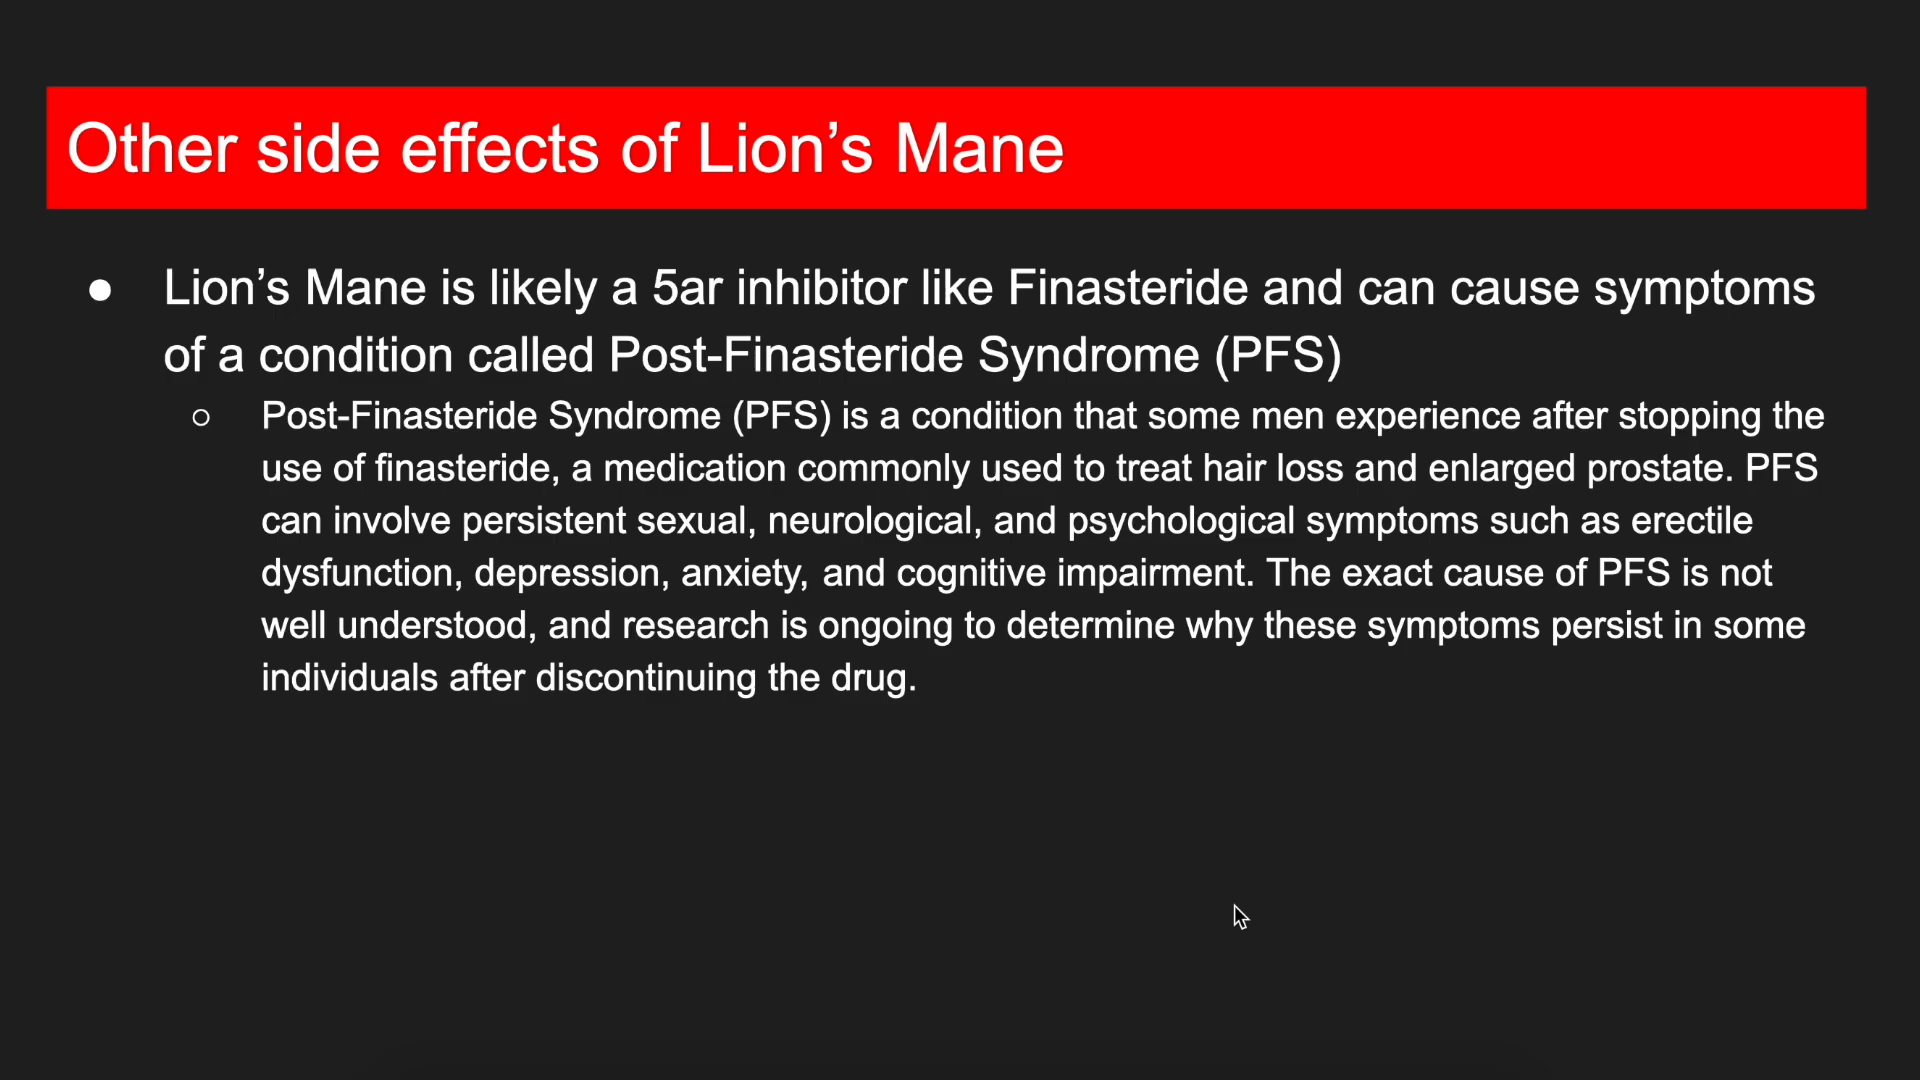 Other side effects of Lion’s Mane
● Lion’s Mane is likely a 5ar inhibitor like Finasteride and can cause symptoms
of a condition called Post-Finasteride Syndrome (PFS)
○ Post-Finasteride Syndrome (PFS) is a condition that some men experience after stopping the
use of finasteride, a medication commonly used to treat hair loss and enlarged prostate. PFS
can involve persistent sexual, neurological, and psychological symptoms such as erectile
dysfunction, depression, anxiety, and cognitive impairment. The exact cause of PFS is not
well understood, and research is ongoing to determine why these symptoms persist in some
individuals after discontinuing the drug.